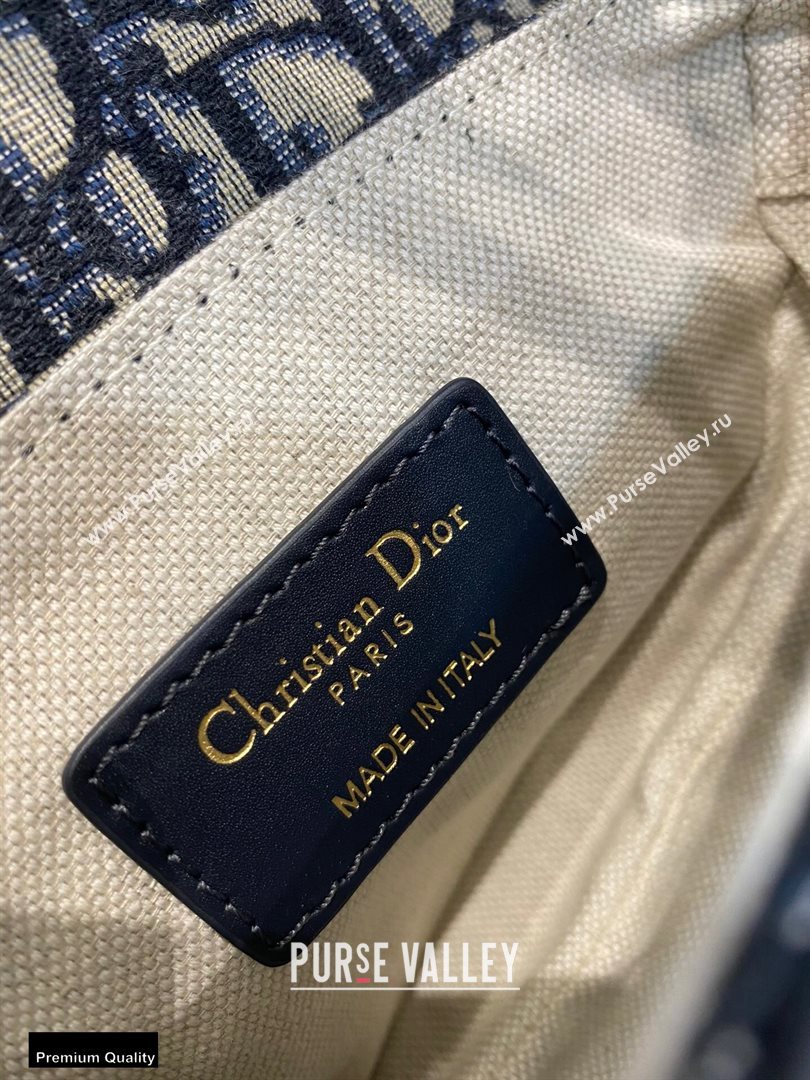 www.PurseValley.ru
www.PurseValley.ru
Christian Dior
PARIS
MADE IN ITALY
PURSE VALLEY
Premium Quality